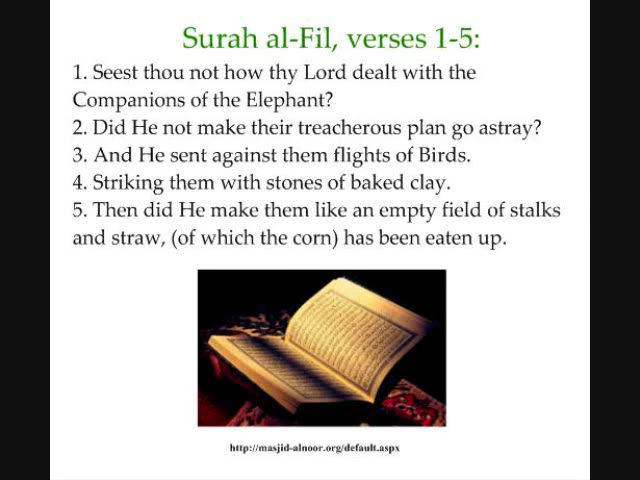 Surah al-Fil, verses 1-5:
1. Seest thou not how thy Lord dealt with the
Companions of the Elephant?
2. Did He not make their treacherous plan go astray?
3. And He sent against them flights of Birds.
4. Striking them with stones of baked clay.
5. Then did He make them like an empty field of stalks
and straw, (of which the corn) has been eaten up.
http://masjid-alnoor.org/default.aspx